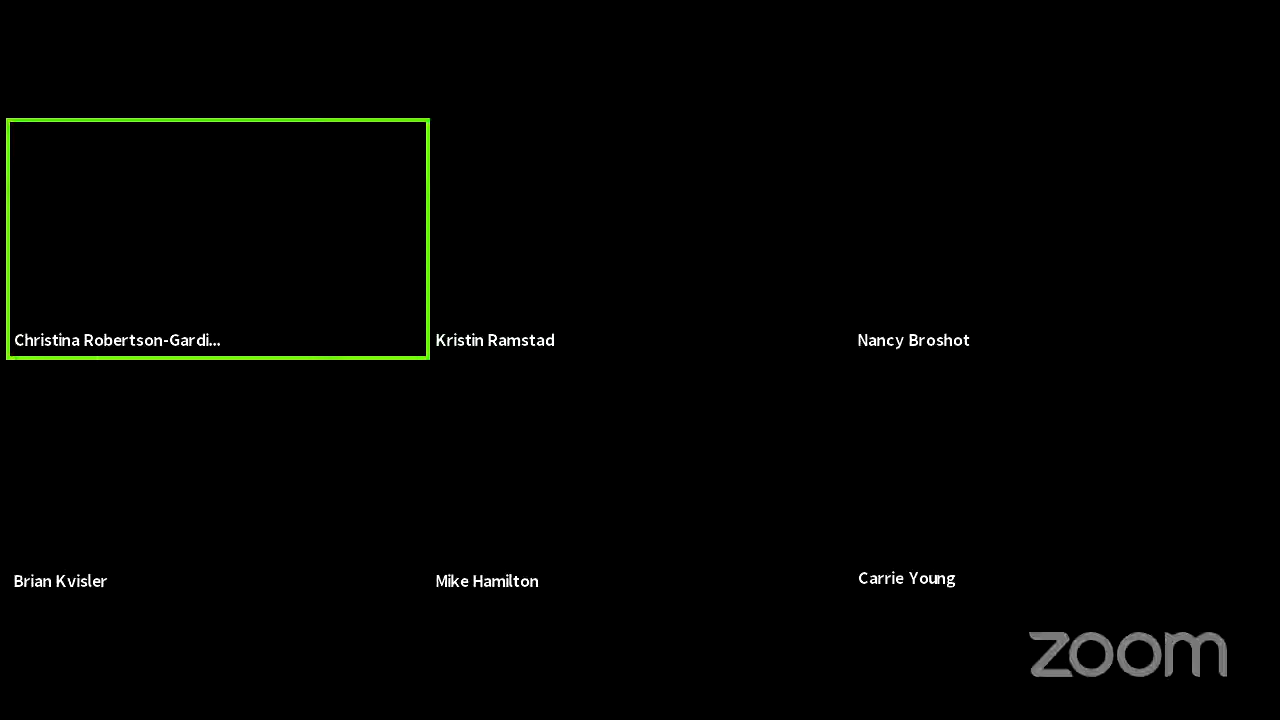 Christina Robertson-Gardi...
Kristin Ramstad
Nancy Broshot
Brian Kvisler
Mike Hamilton
Carrie Young
zoom